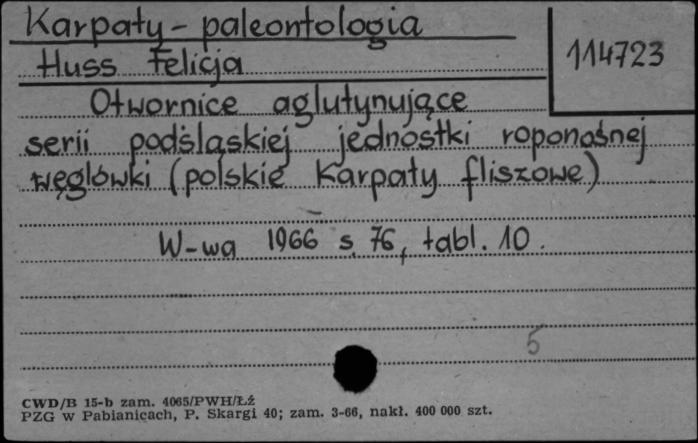 Karpaty - paleontologia
114723
Huss Felicja
Otwornice aglutynujące
serii podśląskiej jednostki roponośnej
węglówki (polskie Karpaty fliszowe)
W-wa 1966 s. 76, tabl. 10.
5
CWD/B 15-b zam. 4065/PWH/ŁŹ
PZG w Pabianicach, P. Skargi 40; zam. 3-66, nakł. 400 000 szt.